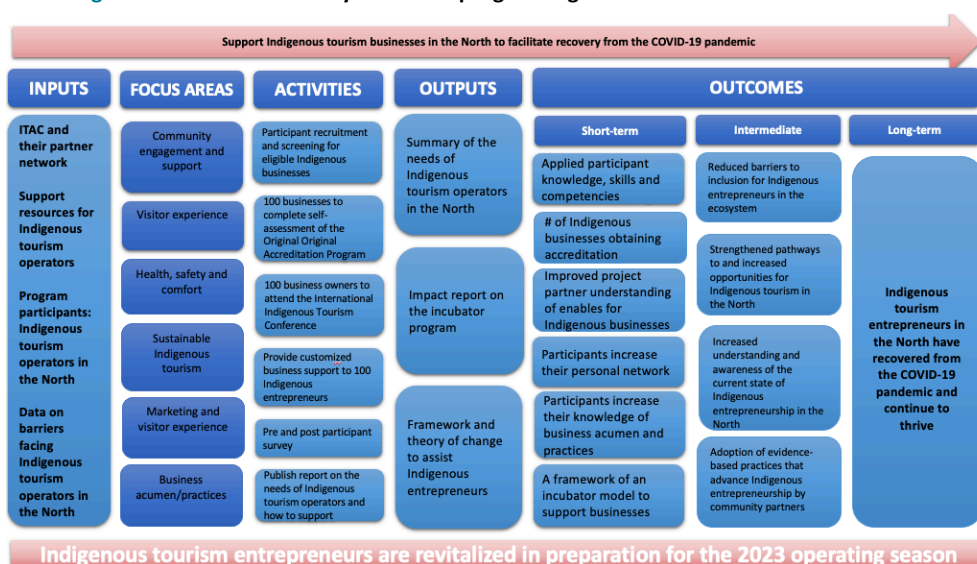 Support Indigenous tourism businesses in the North to facilitate recovery from the COVID-19 pandemic
INPUTS
ITAC and
their partner
network
Support
resources for
Indigenous
tourism
operators
Program
participants:
Indigenous
tourism
operators in
the North
Data on
barriers
facing
Indigenous
tourism
operators in
the North
FOCUS AREAS
Community
engagement and
support
Visitor experience
Health, safety and
comfort
Sustainable
Indigenous
tourism
Marketing and
visitor experience
Business
acumen/practices
ACTIVITIES
Participant recruitment
and screening for
eligible Indigenous
businesses
100 businesses to
complete self-
assessment of the
Original Original
Accreditation Program
100 business owners to
attend the International
Indigenous Tourism
Conference
Provide customized
business support to 100
Indigenous
entrepreneurs
Pre and post participant
survey
Publish report on the
needs of Indigenous
tourism operators and
how to support
OUTPUTS
Summary of the
needs of
Indigenous
tourism operators
in the North
Impact report on
the incubator
program
Framework and
theory of change
to assist
Indigenous
entrepreneurs
OUTCOMES
Short-term
Applied participant
knowledge, skills and
competencies
# of Indigenous
businesses obtaining
accreditation
Improved project
partner understanding
of enables for
Indigenous businesses
Participants increase
their personal network
Participants increase
their knowledge of
business acumen and
practices
A framework of an
incubator model to
support businesses
Intermediate
Reduced barriers to
inclusion for Indigenous
entrepreneurs in the
ecosystem
Strengthened pathways
to and increased
opportunities for
Indigenous tourism in
the North
Increased
understanding and
awareness of the
current state of
Indigenous
entrepreneurship in the
North
Adoption of evidence-
based practices that
advance Indigenous
entrepreneurship by
community partners
Long-term
Indigenous
tourism
entrepreneurs in
the North have
recovered from
the COVID-19
pandemic and
continue to
thrive
Indigenous tourism entrepreneurs are revitalized in preparation for the 2023 operating season